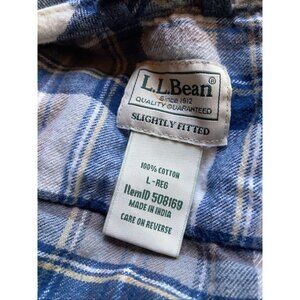 L.L.Bean
Since 1912
QUALITY GUARANTEED
SLIGHTLY FITTED
100% COTTON
L - REG
ItemID 508169
MADE IN INDIA
CARE ON REVERSE